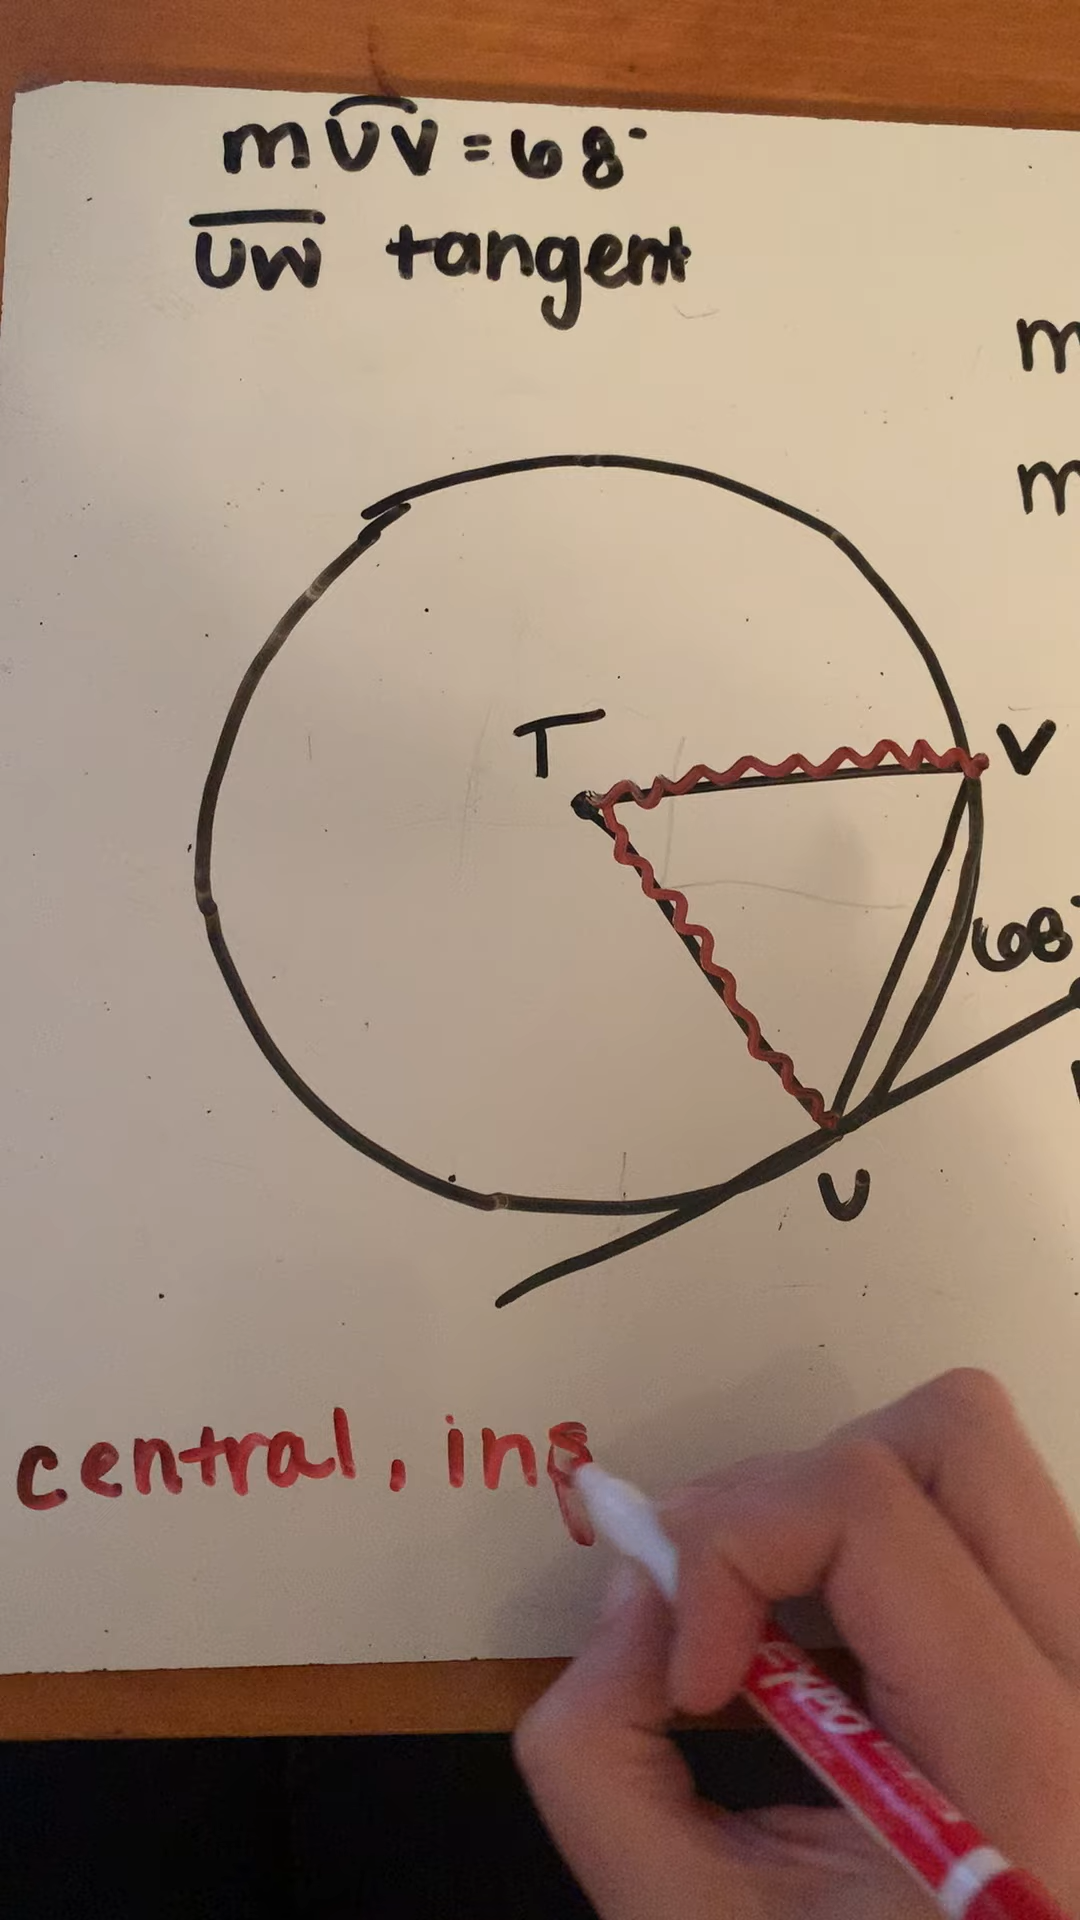 mUV = 68°
UW tangent
m
m
T
V
68°
U
central, ins